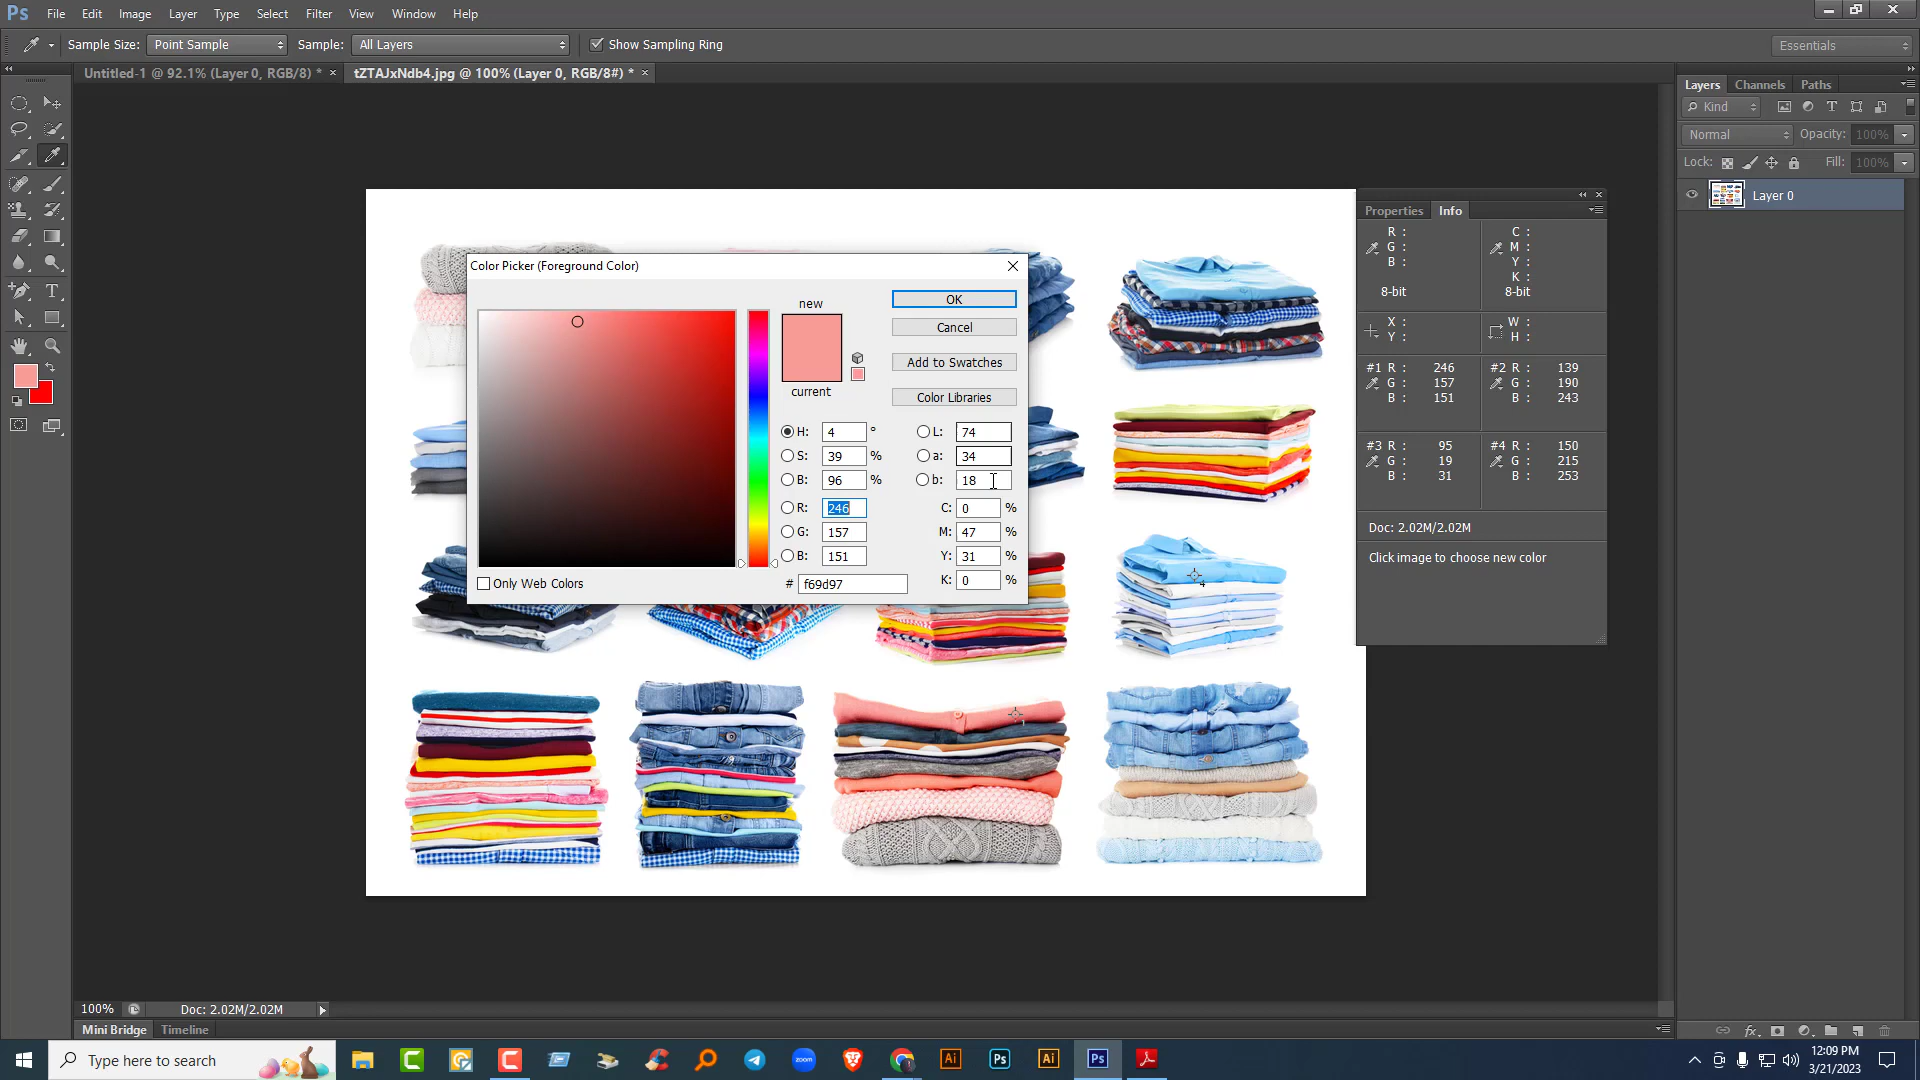 Ps File Edit Image Layer Type Select Filter View Window Help
Sample Size: Point Sample Sample: All Layers Show Sampling Ring Essentials
Untitled-1 @ 92.1% (Layer 0, RGB/8) * × tZTAJxNdb4.jpg @ 100% (Layer 0, RGB/8#) * ×
Layers Channels Paths
Kind
Normal Opacity: 100%
Lock: Fill: 100%
Layer 0
Color Picker (Foreground Color)
new
current
OK
Cancel
Add to Swatches
Color Libraries
H: 4 °
S: 39 %
B: 96 %
R: 246
G: 157
B: 151
L: 74
a: 34
b: 18
C: 0 %
M: 47 %
Y: 31 %
K: 0 %
Only Web Colors
# f69d97
Properties Info
R :
G :
B :
8-bit
C :
M :
Y :
K :
8-bit
X :
Y :
W :
H :
#1 R : 246
G : 157
B : 151
#2 R : 139
G : 190
B : 243
#3 R : 95
G : 19
B : 31
#4 R : 150
G : 215
B : 253
Doc: 2.02M/2.02M
Click image to choose new color
100% Doc: 2.02M/2.02M
Mini Bridge Timeline
Type here to search
zoom
Ai
Ps
Ai
Ps
12:09 PM
3/21/2023